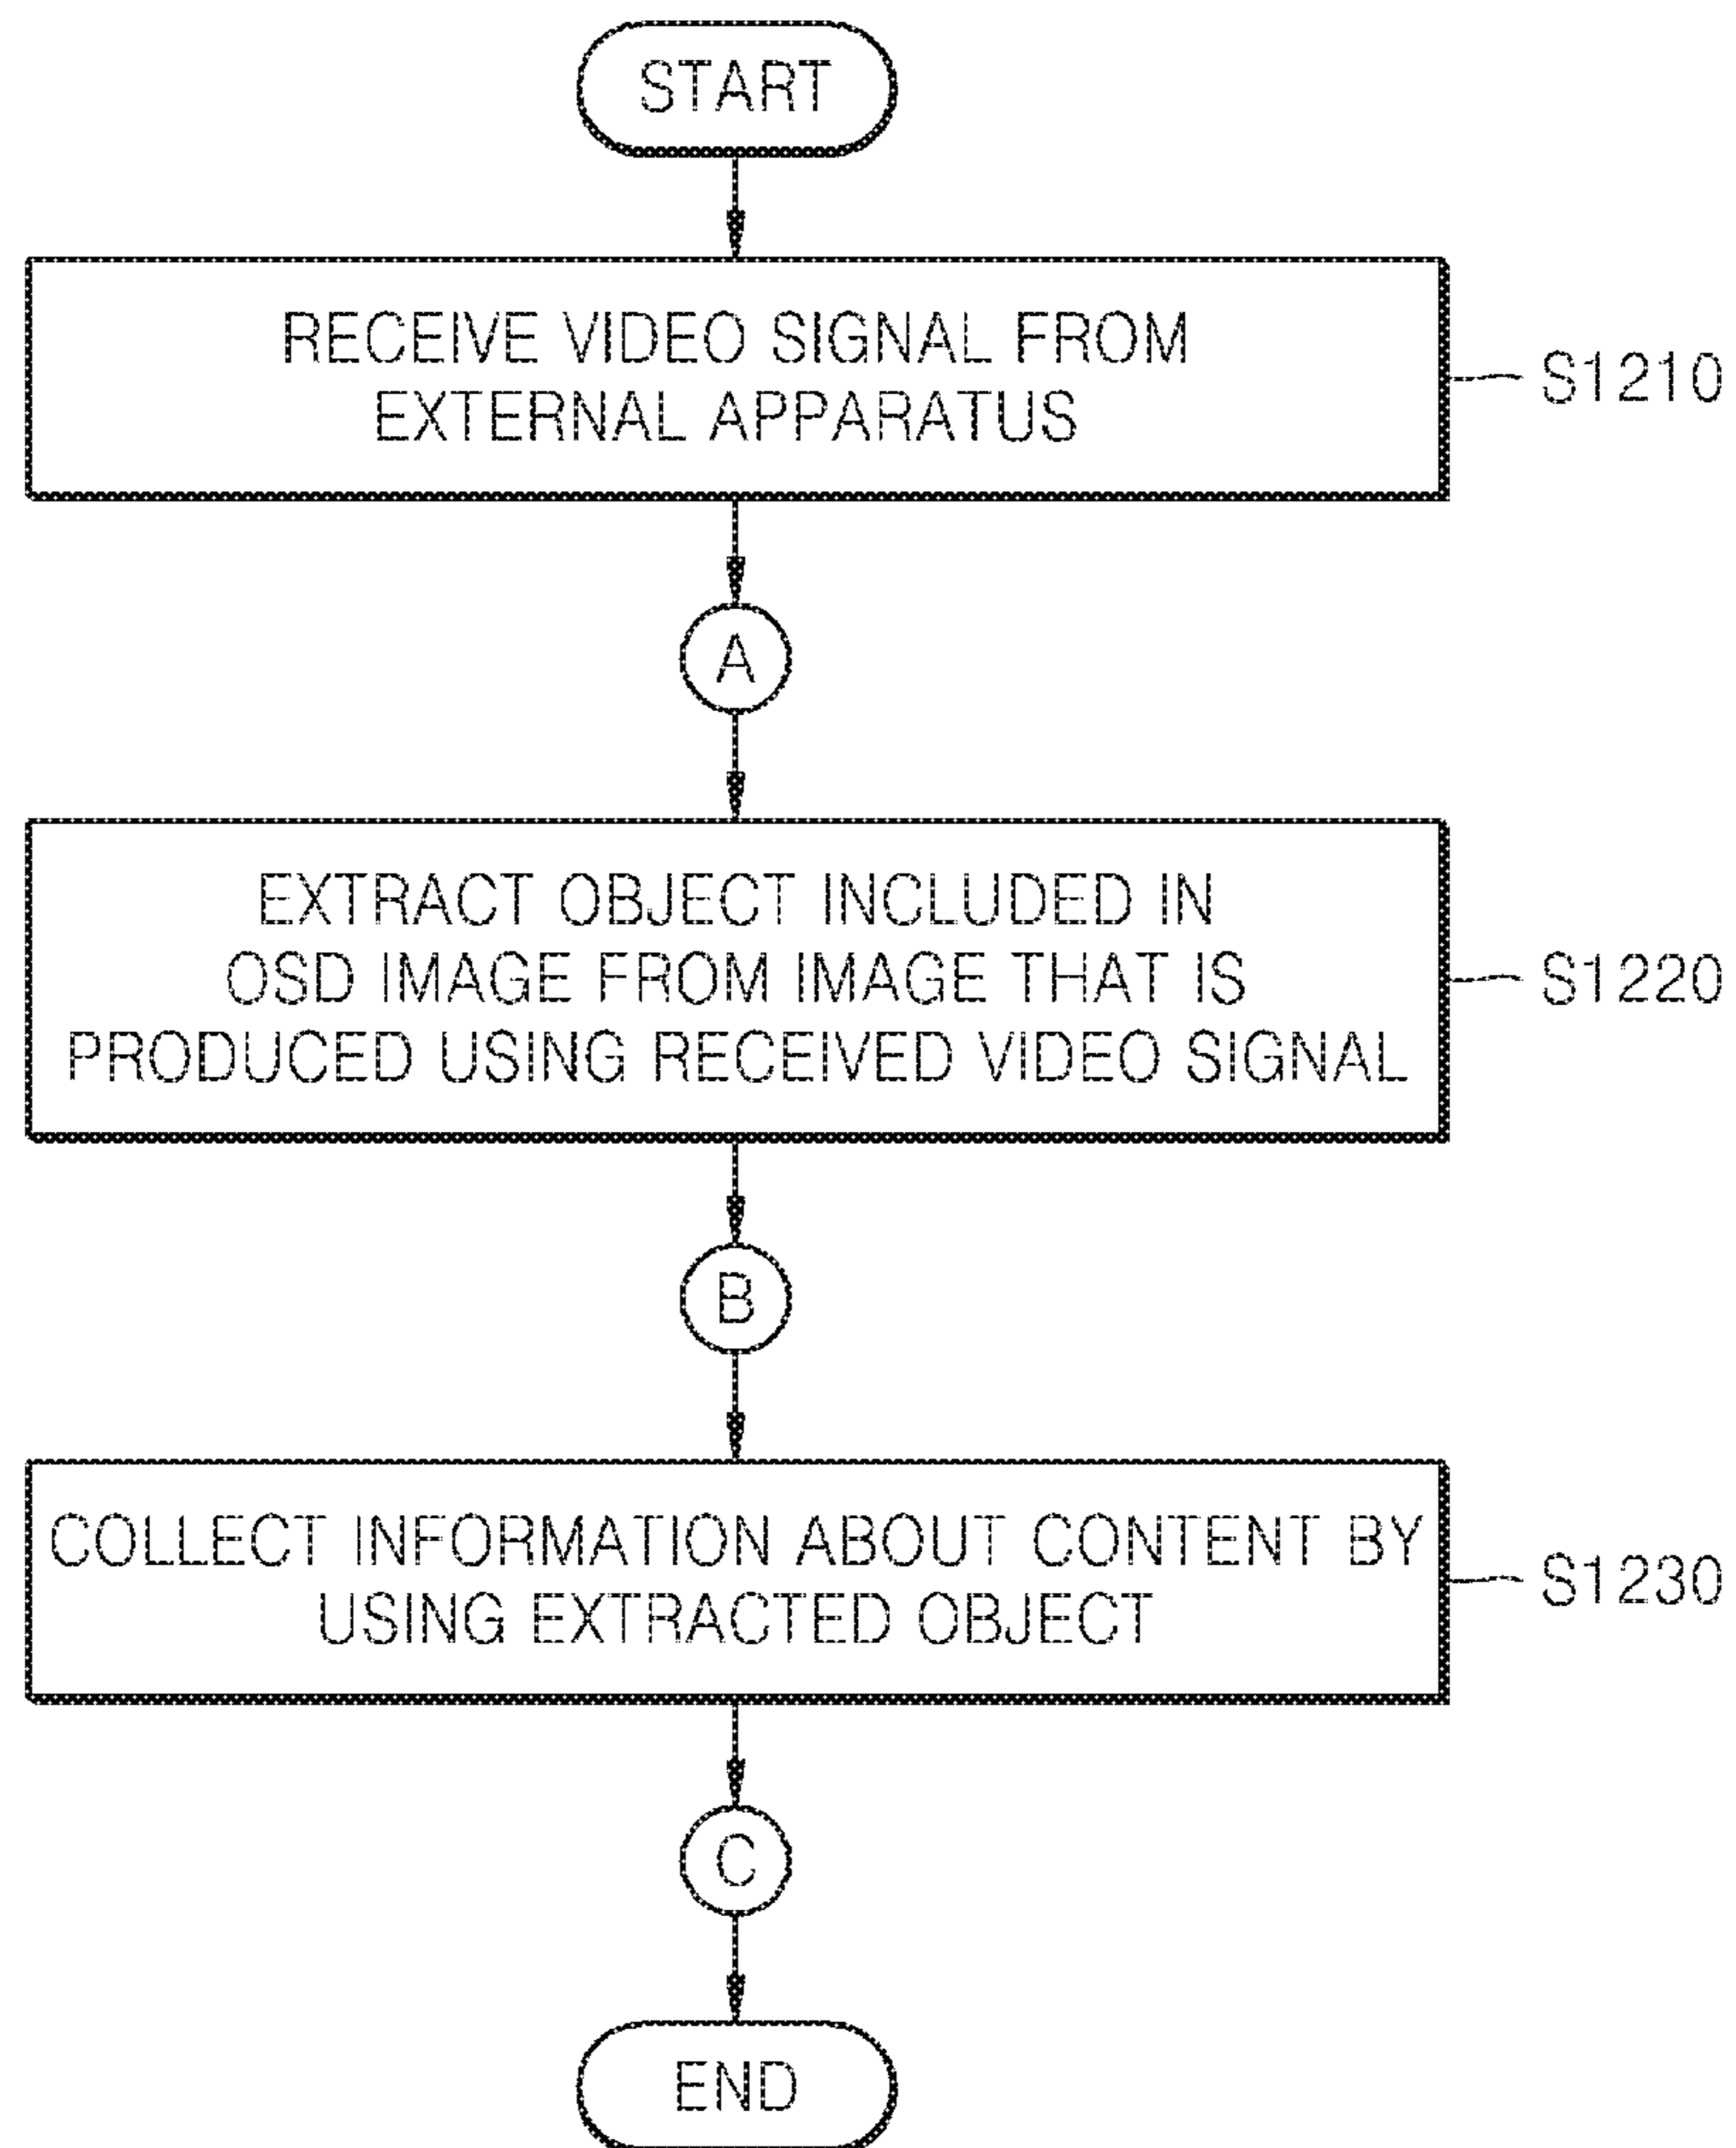 START
RECEIVE VIDEO SIGNAL FROM
EXTERNAL APPARATUS
S1210
A
EXTRACT OBJECT INCLUDED IN
OSD IMAGE FROM IMAGE THAT IS
PRODUCED USING RECEIVED VIDEO SIGNAL
S1220
B
COLLECT INFORMATION ABOUT CONTENT BY
USING EXTRACTED OBJECT
S1230
C
END